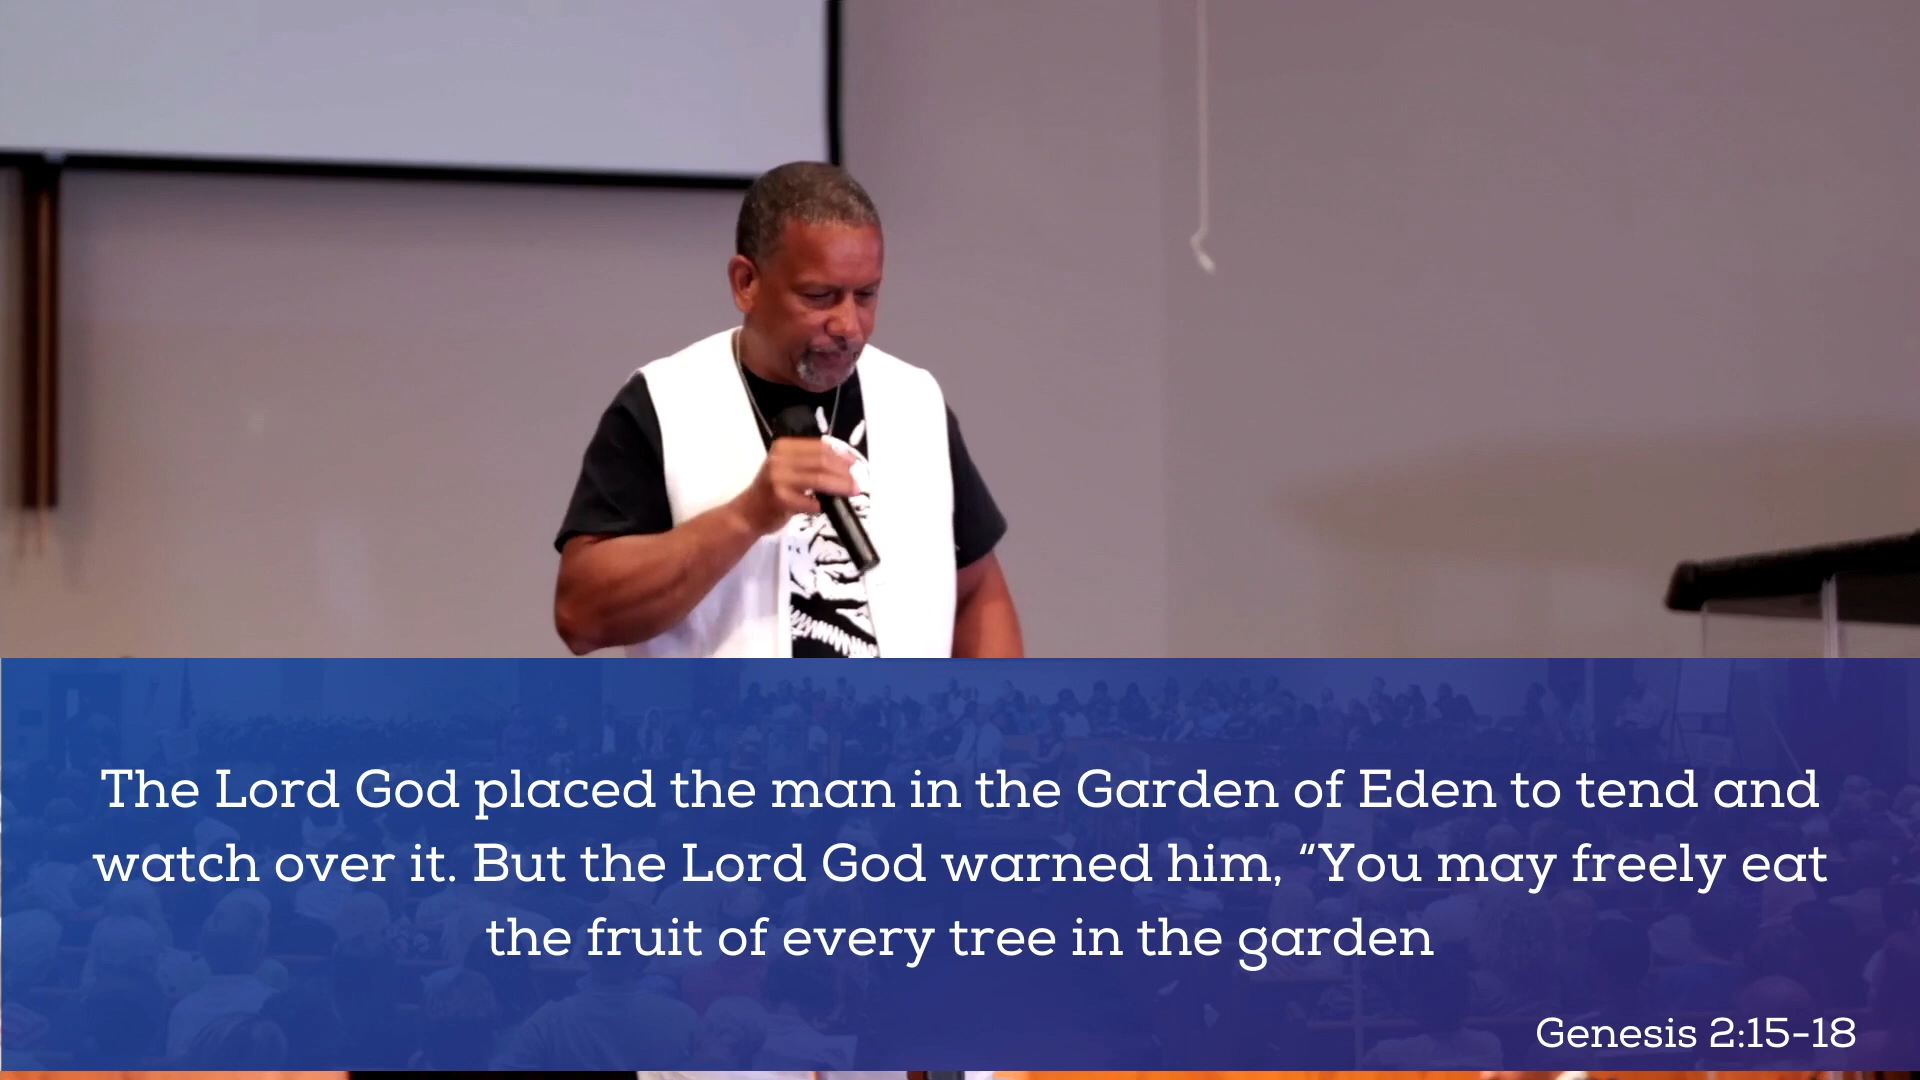 The Lord God placed the man in the Garden of Eden to tend and
watch over it. But the Lord God warned him, “You may freely eat
the fruit of every tree in the garden
Genesis 2:15-18